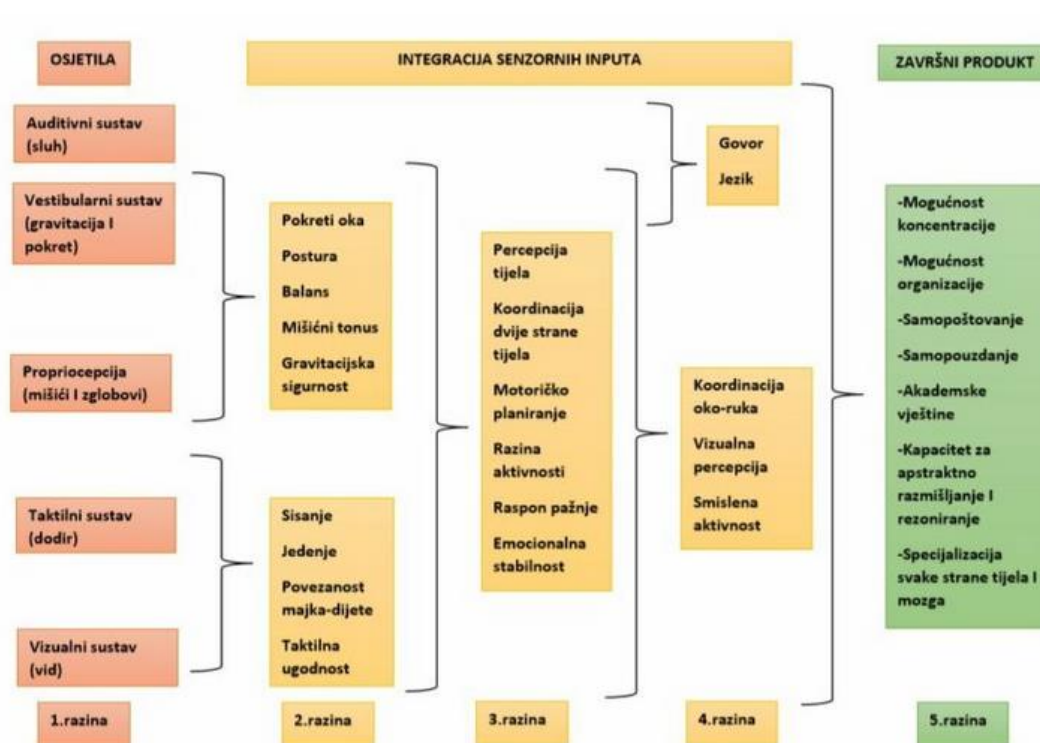 OSJETILA
INTEGRACIJA SENZORNIH INPUTA
ZAVRŠNI PRODUKT
Auditivni sustav
(sluh)
Vestibularni sustav
(gravitacija I
pokret)
Propriocepcija
(mišići I zglobovi)
Taktilni sustav
(dodir)
Vizualni sustav
(vid)
Pokreti oka
Postura
Balans
Mišićni tonus
Gravitacijska
sigurnost
Sisanje
Jedenje
Povezanost
majka-dijete
Taktilna
ugodnost
Percepcija
tijela
Koordinacija
dvije strane
tijela
Motoričko
planiranje
Razina
aktivnosti
Raspon pažnje
Emocionalna
stabilnost
Govor
Jezik
Koordinacija
oko-ruka
Vizualna
percepcija
Smislena
aktivnost
-Mogućnost
koncentracije
-Mogućnost
organizacije
-Samopoštovanje
-Samopouzdanje
-Akademske
vještine
-Kapacitet za
apstraktno
razmišljanje I
rezoniranje
-Specijalizacija
svake strane tijela I
mozga
1.razina
2.razina
3.razina
4.razina
5.razina